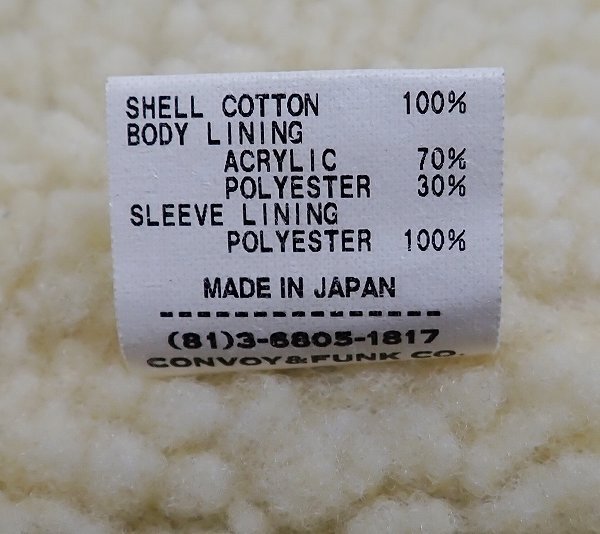 SHELL COTTON 100%
BODY LINING
ACRYLIC 70%
POLYESTER 30%
SLEEVE LINING
POLYESTER 100%
MADE IN JAPAN
----------------
(81)3-6805-1817
CONVOY&FUNK CO.